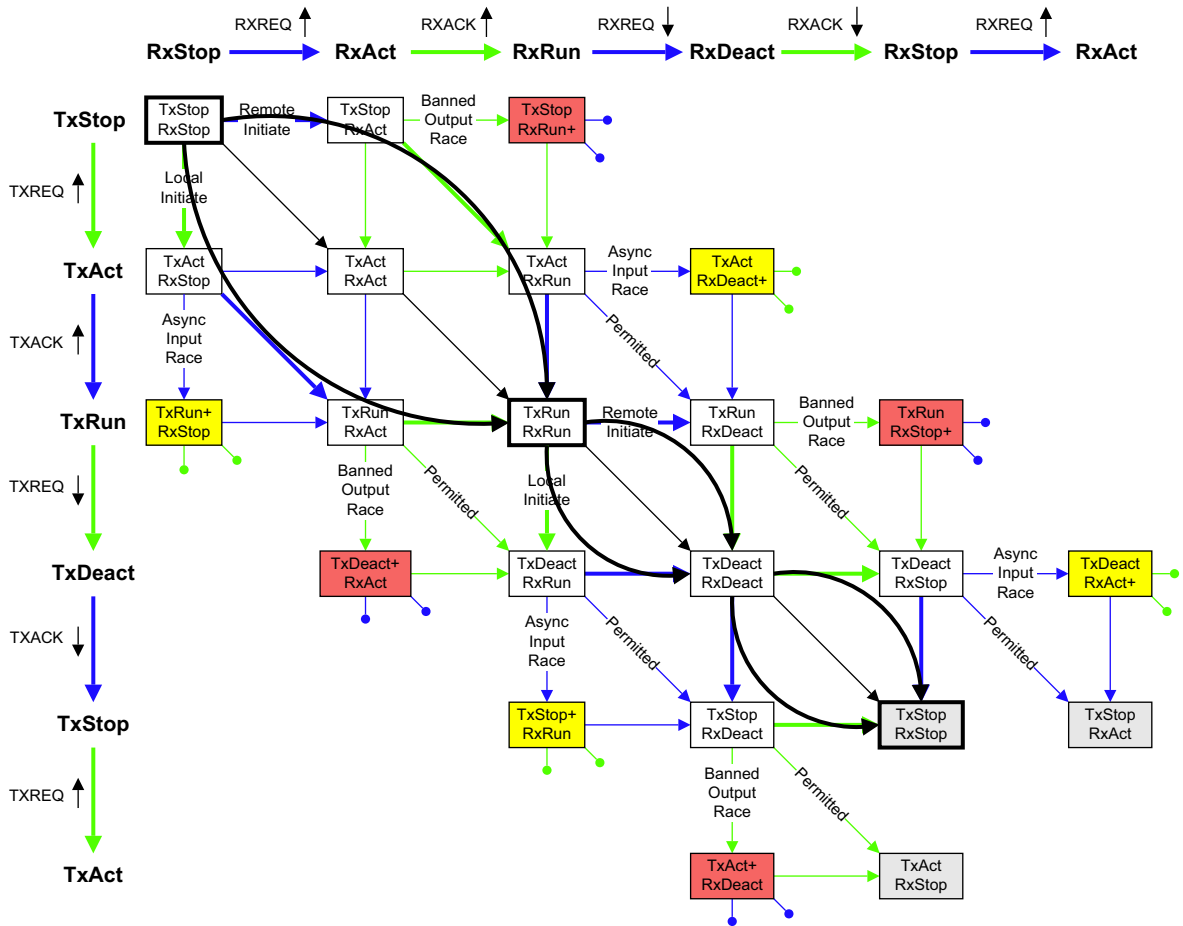 RXREQ
RXACK
RXREQ
RXACK
RXREQ
RxStop
RxAct
RxRun
RxDeact
RxStop
RxAct
TxStop
TxStop
RxStop
Remote
Initiate
TxStop
RxAct
Banned
Output
Race
TxStop
RxRun+
TXREQ
Local
Initiate
TxAct
TxAct
RxStop
TxAct
RxAct
TxAct
RxRun
Async
Input
Race
TxAct
RxDeact+
TXACK
Async
Input
Race
Permitted
TxRun
TxRun+
RxStop
TxRun
RxAct
TxRun
RxRun
Remote
Initiate
TxRun
RxDeact
Banned
Output
Race
TxRun
RxStop+
TXREQ
Banned
Output
Race
Permitted
Local
Initiate
Permitted
TxDeact
TxDeact+
RxAct
TxDeact
RxRun
TxDeact
RxDeact
TxDeact
RxStop
Async
Input
Race
TxDeact
RxAct+
TXACK
Async
Input
Race
Permitted
Permitted
TxStop
TxStop+
RxRun
TxStop
RxDeact
TxStop
RxStop
TxStop
RxAct
TXREQ
Banned
Output
Race
Permitted
TxAct
TxAct+
RxDeact
TxAct
RxStop